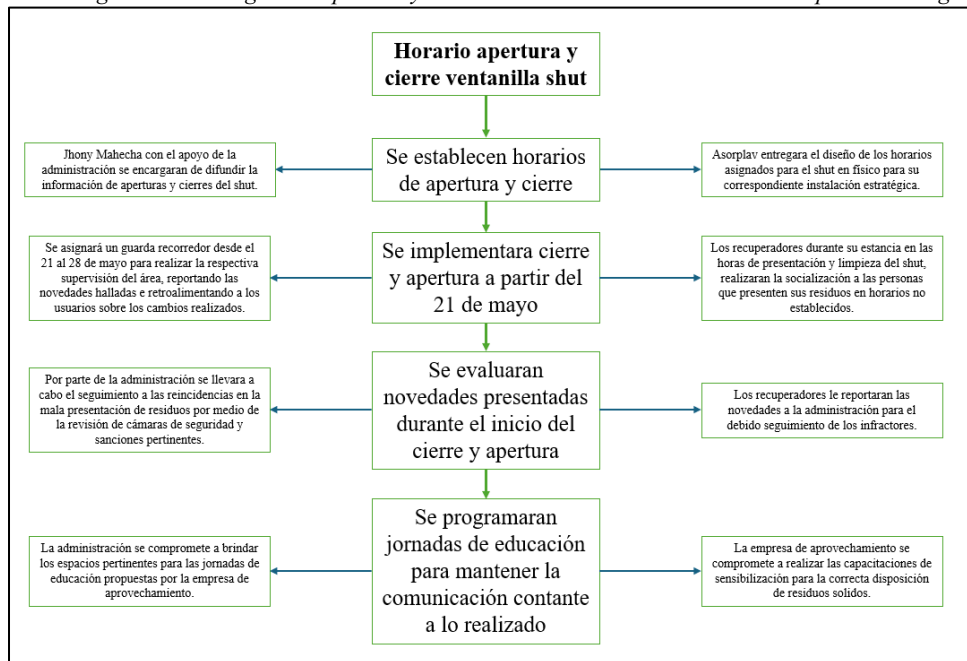 Horario apertura y
cierre ventanilla shut
Jhony Mahecha con el apoyo de la
administración se encargaran de difundir la
información de aperturas y cierres del shut.
Se establecen horarios
de apertura y cierre
Asorplav entregara el diseño de los horarios
asignados para el shut en físico para su
correspondiente instalación estratégica.
Se asignará un guarda recorredor desde el
21 al 28 de mayo para realizar la respectiva
supervisión del área, reportando las
novedades halladas e retroalimentando a los
usuarios sobre los cambios realizados.
Se implementara cierre
y apertura a partir del
21 de mayo
Los recuperadores durante su estancia en las
horas de presentación y limpieza del shut,
realizaran la socialización a las personas
que presenten sus residuos en horarios no
establecidos.
Por parte de la administración se llevara a
cabo el seguimiento a las reincidencias en la
mala presentación de residuos por medio de
la revisión de cámaras de seguridad y
sanciones pertinentes.
Se evaluaran
novedades presentadas
durante el inicio del
cierre y apertura
Los recuperadores le reportaran las
novedades a la administración para el
debido seguimiento de los infractores.
La administración se compromete a brindar
los espacios pertinentes para las jornadas de
educación propuestas por la empresa de
aprovechamiento.
Se programaran
jornadas de educación
para mantener la
comunicación contante
a lo realizado
La empresa de aprovechamiento se
compromete a realizar las capacitaciones de
sensibilización para la correcta disposición
de residuos solidos.